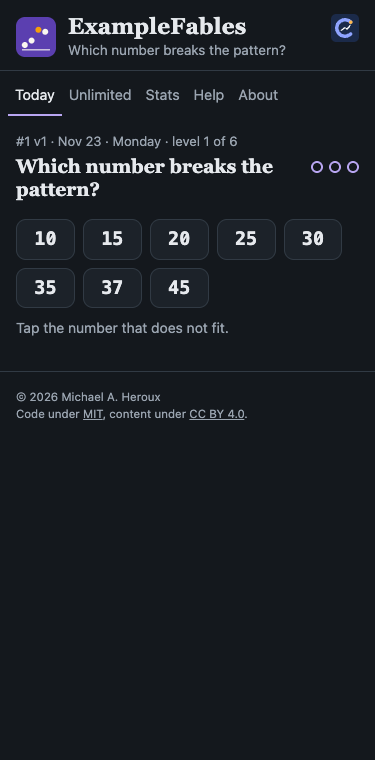 ExampleFables
Which number breaks the pattern?
Today Unlimited Stats Help About
#1 v1 · Nov 23 · Monday · level 1 of 6
Which number breaks the
pattern?
10 15 20 25 30
35 37 45
Tap the number that does not fit.
© 2026 Michael A. Heroux
Code under MIT, content under CC BY 4.0.